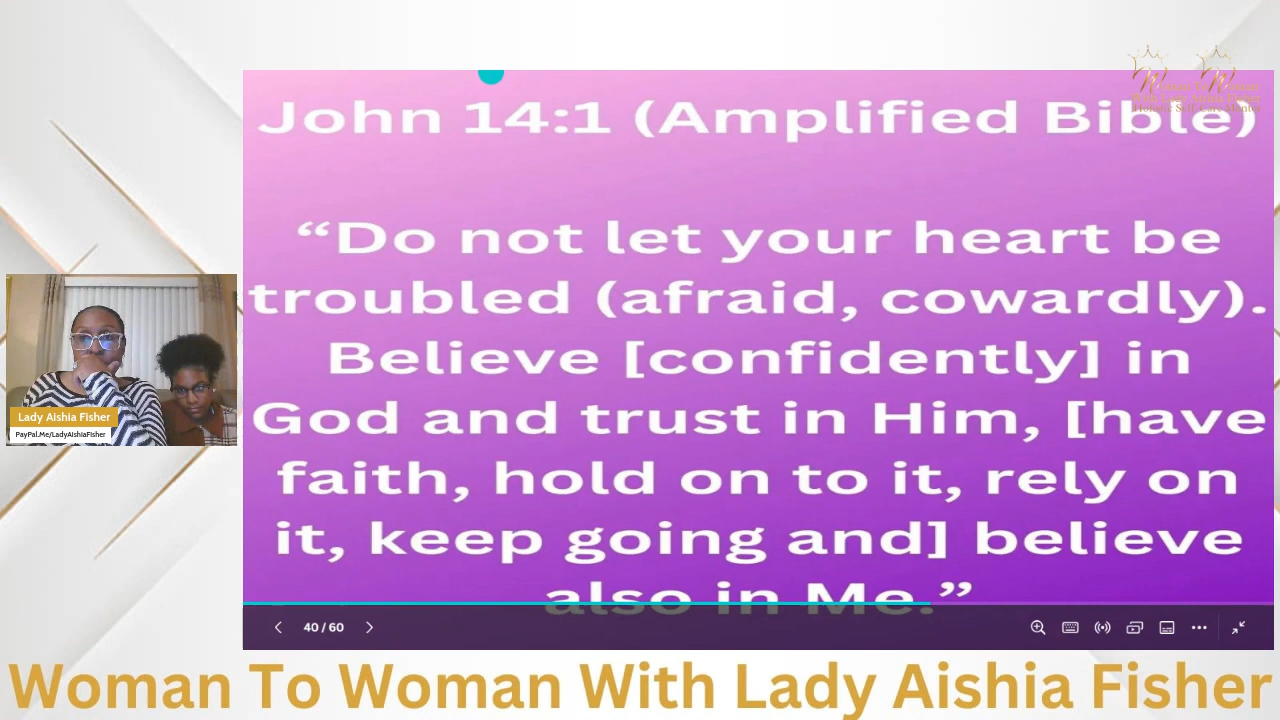 John 14:1 (Amplified Bible)
“Do not let your heart be
troubled (afraid, cowardly).
Believe [confidently] in
God and trust in Him, [have
faith, hold on to it, rely on
it, keep going and] believe
also in Me.”
Lady Aishia Fisher
PayPal.Me/LadyAishiaFisher
40 / 60
Woman To Woman With Lady Aishia Fisher